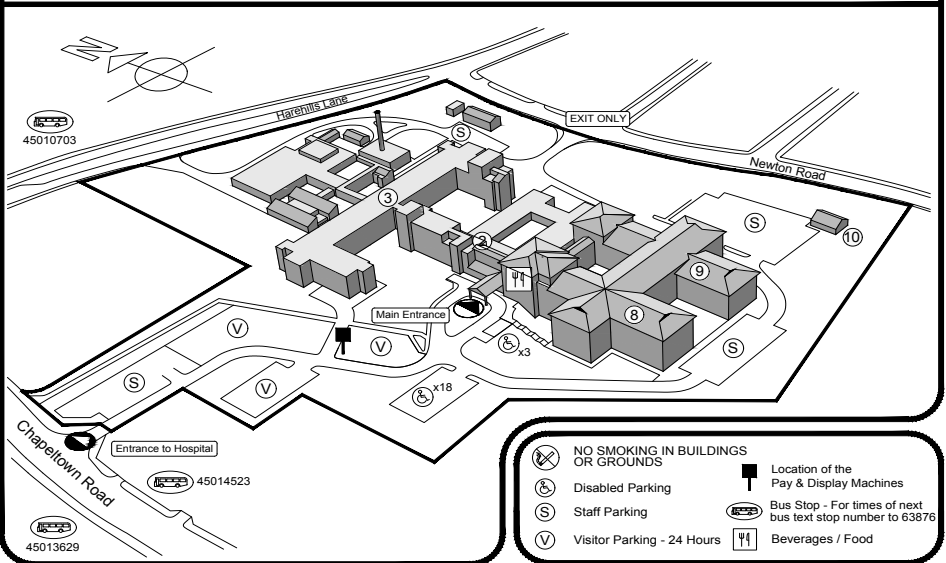 N
Harehills Lane
45010703
EXIT ONLY
Newton Road
S
3
2
S
10
9
8
Main Entrance
V
V
x3
S
S
V
x18
Chapeltown Road
Entrance to Hospital
45014523
45013629
NO SMOKING IN BUILDINGS
OR GROUNDS
Disabled Parking
S Staff Parking
V Visitor Parking - 24 Hours
Location of the
Pay & Display Machines
Bus Stop - For times of next
bus text stop number to 63876
Beverages / Food